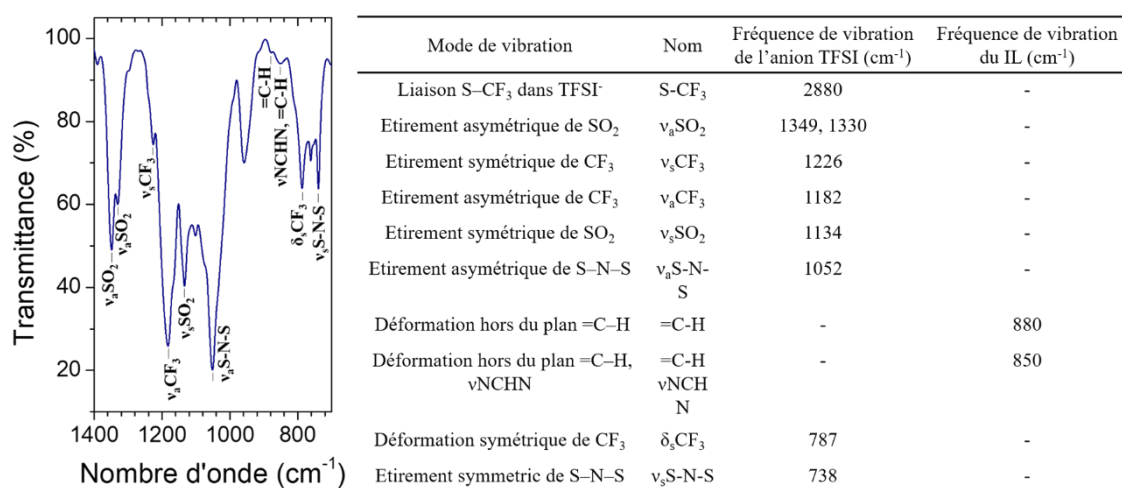 100
80
60
40
20
1400 1200 1000 800
Transmittance (%)
Nombre d'onde (cm⁻¹)
νₐSO₂
νₐSO₂
νₛCF₃
νₐCF₃
νₛSO₂
νₐS-N-S
=C-H
νNCHN, =C-H
δₛCF₃
νₛS-N-S
Mode de vibration Nom Fréquence de vibration de l'anion TFSI (cm⁻¹) Fréquence de vibration du IL (cm⁻¹)
Liaison S–CF₃ dans TFSI⁻ S-CF₃ 2880 -
Etirement asymétrique de SO₂ νₐSO₂ 1349, 1330 -
Etirement symétrique de CF₃ νₛCF₃ 1226 -
Etirement asymétrique de CF₃ νₐCF₃ 1182 -
Etirement symétrique de SO₂ νₛSO₂ 1134 -
Etirement asymétrique de S–N–S νₐS-N-S 1052 -
Déformation hors du plan =C–H =C-H - 880
Déformation hors du plan =C–H, νNCHN =C-H νNCHN - 850
Déformation symétrique de CF₃ δₛCF₃ 787 -
Etirement symmetric de S–N–S νₛS-N-S 738 -